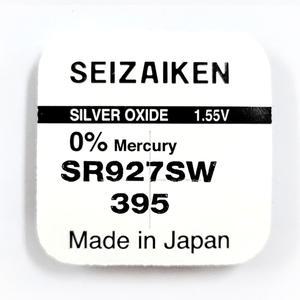 SEIZAIKEN
SILVER OXIDE 1.55V
0% Mercury
SR927SW
395
Made in Japan